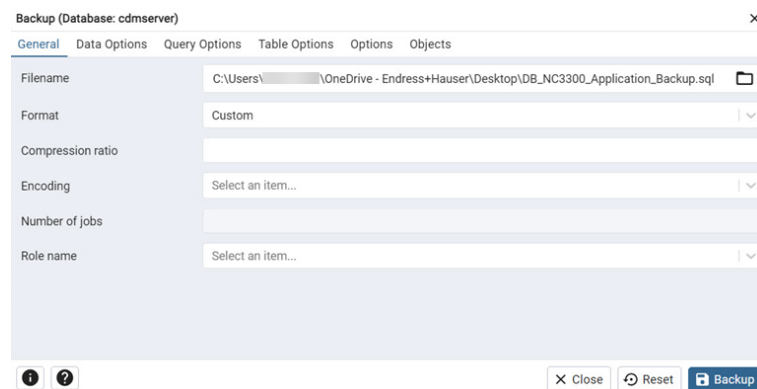 Backup (Database: cdmserver)
General Data Options Query Options Table Options Options Objects
Filename C:\Users\ \OneDrive - Endress+Hauser\Desktop\DB_NC3300_Application_Backup.sql
Format Custom
Compression ratio
Encoding Select an item...
Number of jobs
Role name Select an item...
Close Reset Backup